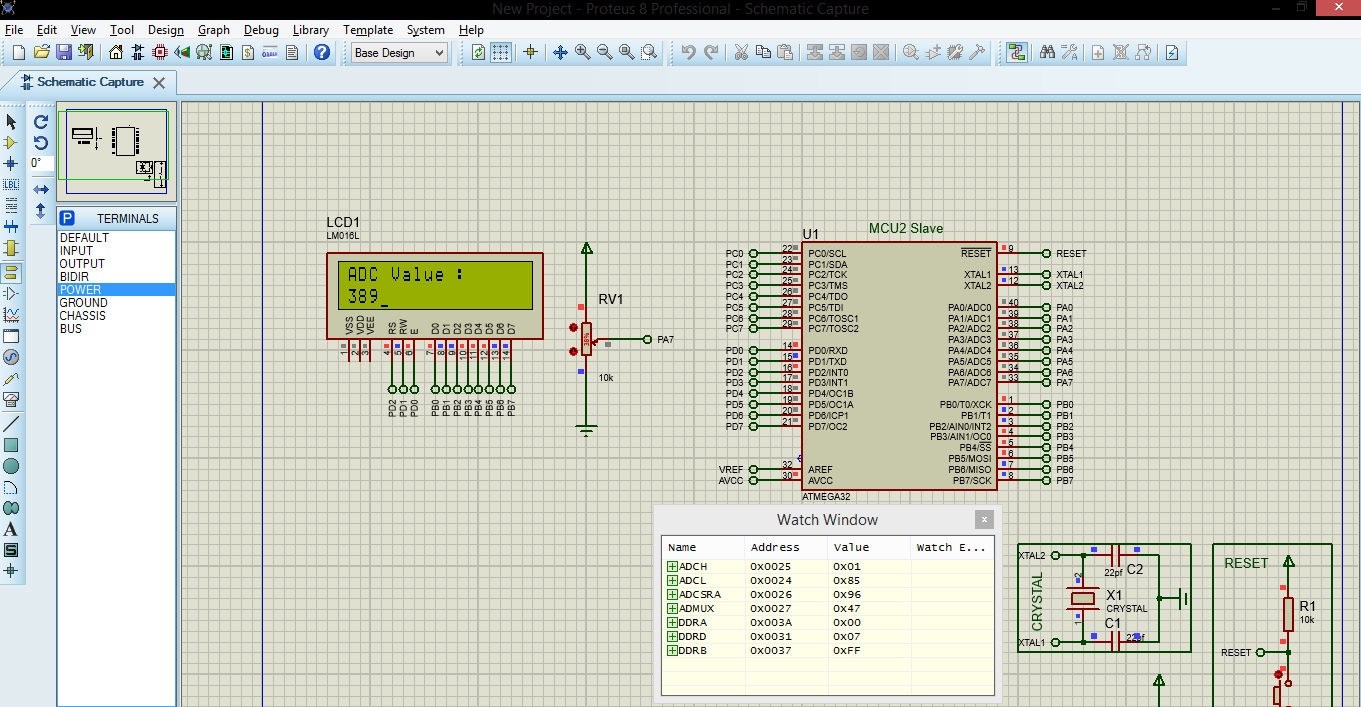 New Project - Proteus 8 Professional - Schematic Capture
File Edit View Tool Design Graph Debug Library Template System Help
Base Design
Schematic Capture
0°
LBL
P TERMINALS
DEFAULT
INPUT
OUTPUT
BIDIR
POWER
GROUND
CHASSIS
BUS
LCD1
LM016L
ADC Value :
389_
VSS VDD VEE RS RW E D0 D1 D2 D3 D4 D5 D6 D7
1 2 3 4 5 6 7 8 9 10 11 12 13 14
PD2 PD1 PD0 PB0 PB1 PB2 PB3 PB4 PB5 PB6 PB7
RV1
38%
PA7
10k
U1
MCU2 Slave
PC0 22 PC0/SCL
PC1 23 PC1/SDA
PC2 24 PC2/TCK
PC3 25 PC3/TMS
PC4 26 PC4/TDO
PC5 27 PC5/TDI
PC6 28 PC6/TOSC1
PC7 29 PC7/TOSC2
PD0 14 PD0/RXD
PD1 15 PD1/TXD
PD2 16 PD2/INT0
PD3 17 PD3/INT1
PD4 18 PD4/OC1B
PD5 19 PD5/OC1A
PD6 20 PD6/ICP1
PD7 21 PD7/OC2
VREF 32 AREF
AVCC 30 AVCC
RESET 9 RESET
XTAL1 13 XTAL1
XTAL2 12 XTAL2
PA0/ADC0 40 PA0
PA1/ADC1 39 PA1
PA2/ADC2 38 PA2
PA3/ADC3 37 PA3
PA4/ADC4 36 PA4
PA5/ADC5 35 PA5
PA6/ADC6 34 PA6
PA7/ADC7 33 PA7
PB0/T0/XCK 1 PB0
PB1/T1 2 PB1
PB2/AIN0/INT2 3 PB2
PB3/AIN1/OC0 4 PB3
PB4/SS 5 PB4
PB5/MOSI 6 PB5
PB6/MISO 7 PB6
PB7/SCK 8 PB7
ATMEGA32
Watch Window
Name Address Value Watch E...
ADCH 0x0025 0x01
ADCL 0x0024 0x85
ADCSRA 0x0026 0x96
ADMUX 0x0027 0x47
DDRA 0x003A 0x00
DDRD 0x0031 0x07
DDRB 0x0037 0xFF
XTAL2
22pf C2
CRYSTAL
2
X1
CRYSTAL
1
C1
22pf
XTAL1
RESET
R1
10k
RESET